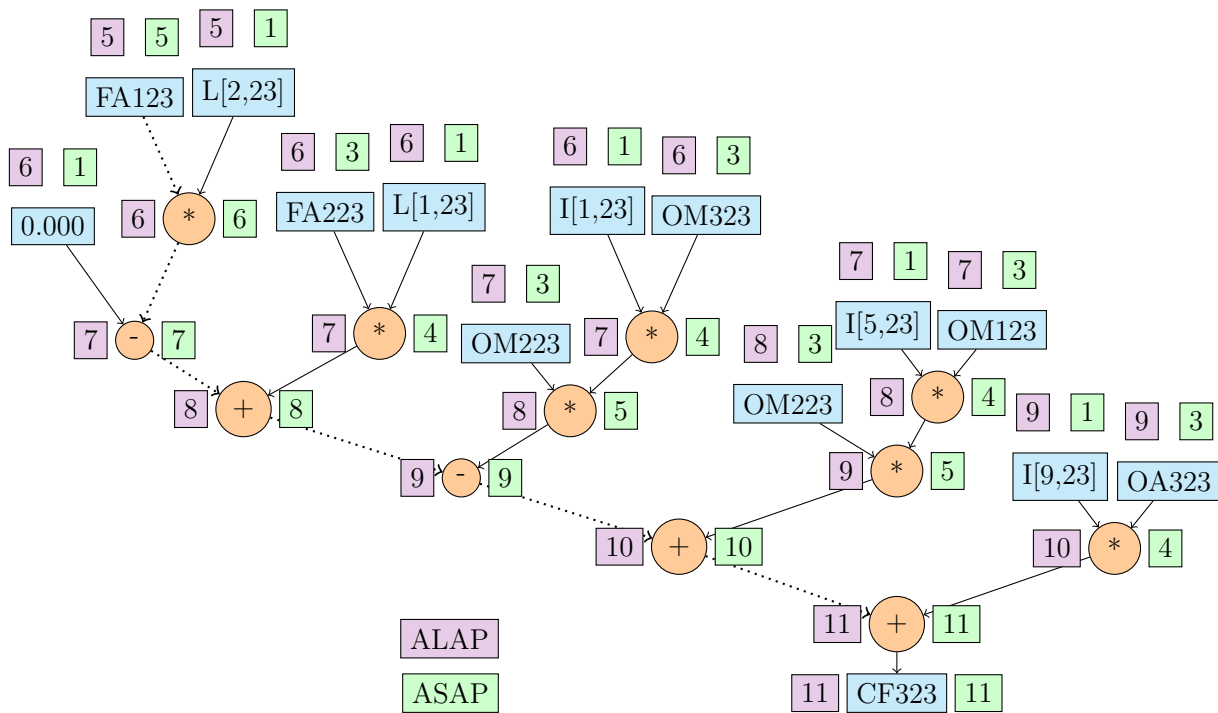 5 5 5 1
FA123 L[2,23]
6 1 6 3 6 1 6 1 6 3
0.000 6 * 6 FA223 L[1,23] I[1,23] OM323
7 1 7 3
7 3
7 - 7 7 * 4 OM223 7 * 4 I[5,23] OM123
8 3
8 + 8 8 * 5 OM223 8 * 4
9 1 9 3
9 - 9 9 * 5 I[9,23] OA323
10 + 10 10 * 4
11 + 11
ALAP
11 CF323 11
ASAP